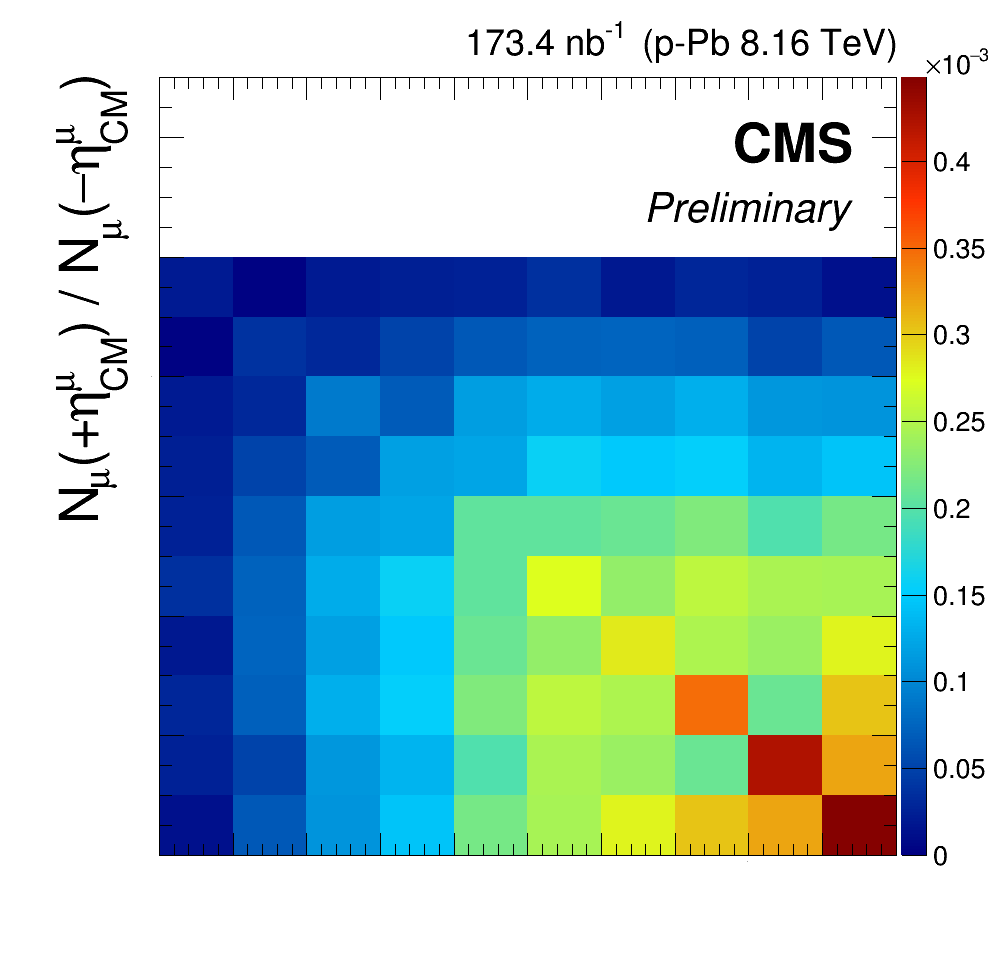 173.4 nb⁻¹ (p-Pb 8.16 TeV)
×10⁻³
CMS
Preliminary
N_μ(+η^μ_CM) / N_μ(−η^μ_CM)
0.4
0.35
0.3
0.25
0.2
0.15
0.1
0.05
0